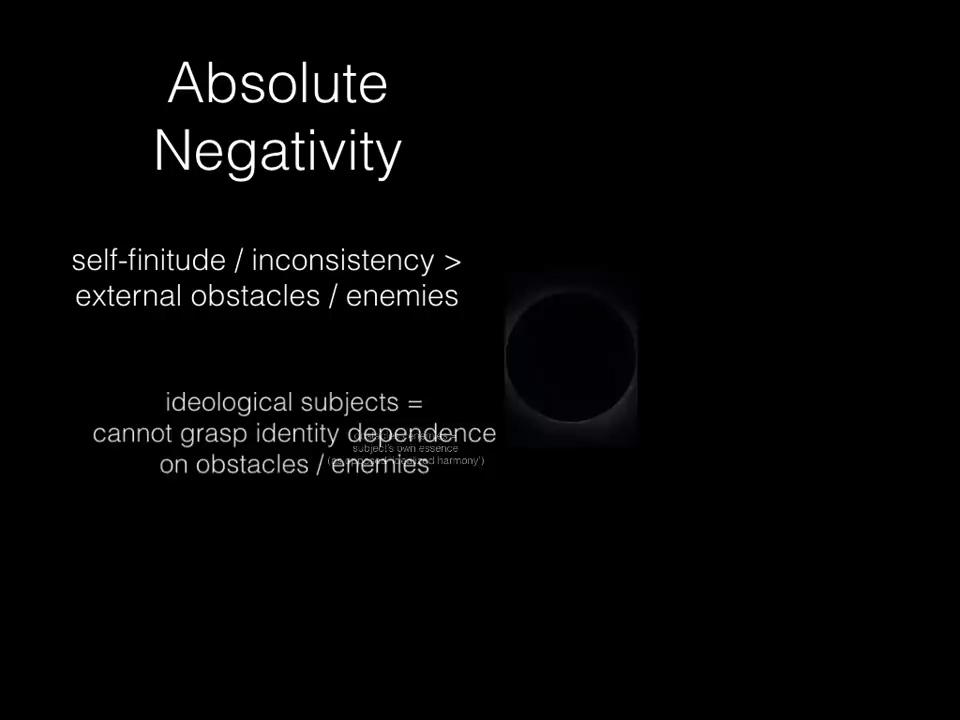 Absolute
Negativity
self-finitude / inconsistency >
external obstacles / enemies
ideological subjects =
cannot grasp identity dependence
on obstacles / enemies
subject's own essence
harmony')